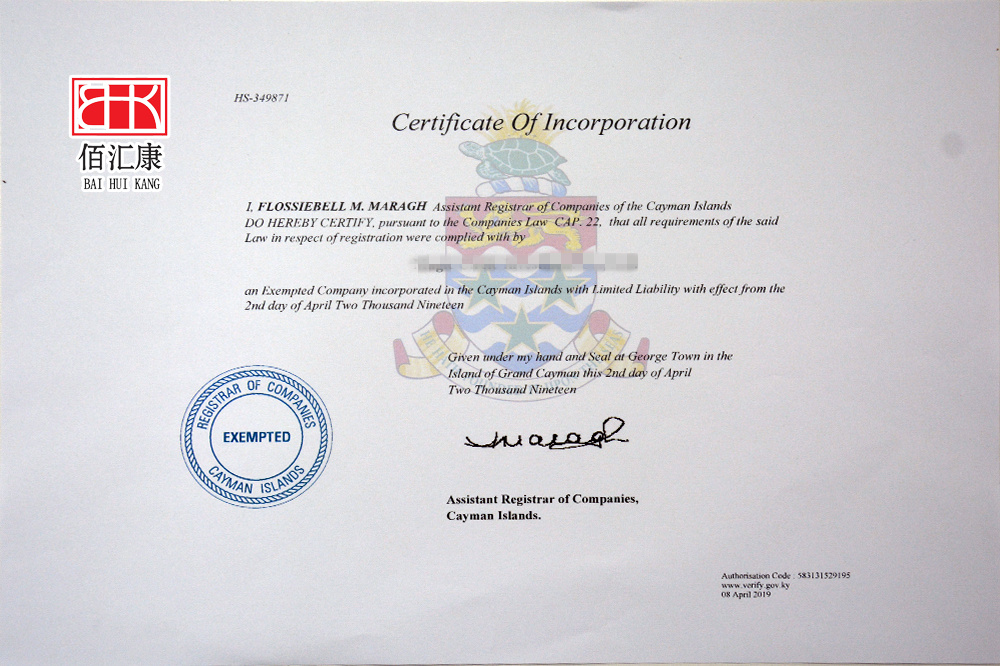 佰汇康
BAI HUI KANG
HS-349871
Certificate Of Incorporation
I, FLOSSIEBELL M. MARAGH Assistant Registrar of Companies of the Cayman Islands
DO HEREBY CERTIFY, pursuant to the Companies Law CAP. 22, that all requirements of the said
Law in respect of registration were complied with by
an Exempted Company incorporated in the Cayman Islands with Limited Liability with effect from the
2nd day of April Two Thousand Nineteen
Given under my hand and Seal at George Town in the
Island of Grand Cayman this 2nd day of April
Two Thousand Nineteen
REGISTRAR OF COMPANIES
EXEMPTED
CAYMAN ISLANDS
Assistant Registrar of Companies,
Cayman Islands.
Authorisation Code : 583131529195
www.verify.gov.ky
08 April 2019